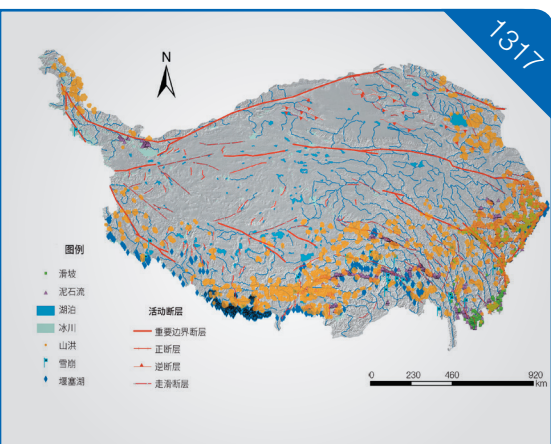 1317
N
图例
滑坡
泥石流
湖泊
冰川
山洪
雪崩
堰塞湖
活动断层
重要边界断层
正断层
逆断层
走滑断层
0 230 460 920
km